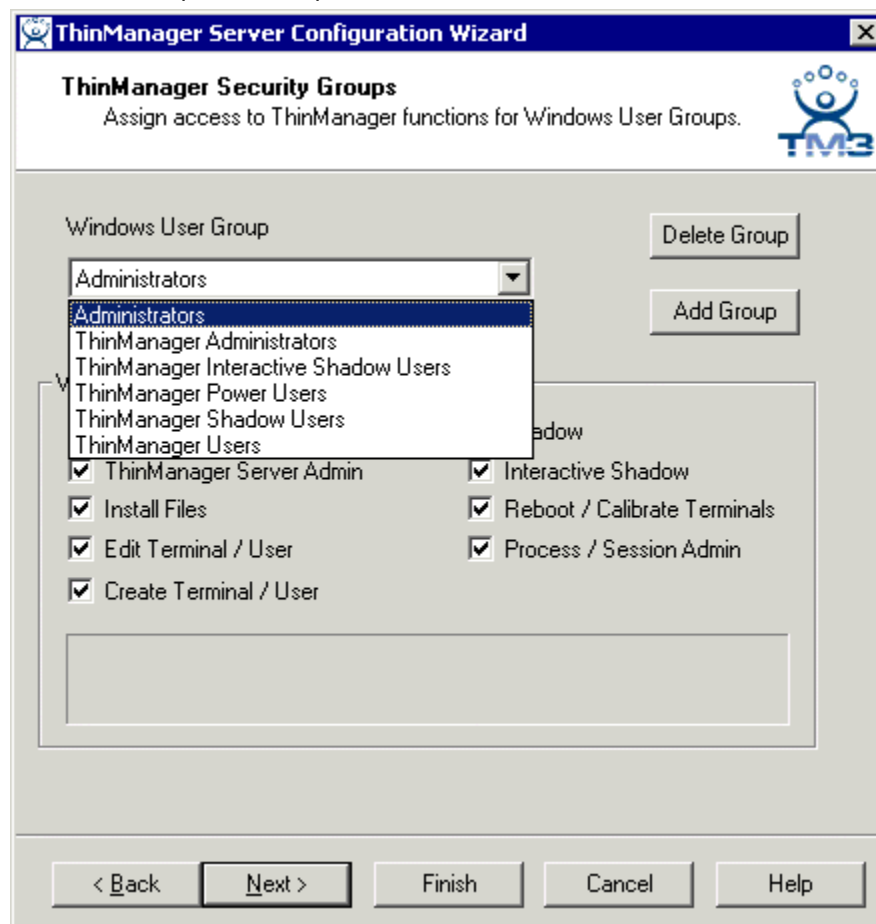 ThinManager Server Configuration Wizard
ThinManager Security Groups
Assign access to ThinManager functions for Windows User Groups.
TM3
Windows User Group
Delete Group
Administrators
Add Group
Administrators
ThinManager Administrators
ThinManager Interactive Shadow Users
ThinManager Power Users
ThinManager Shadow Users
ThinManager Users
ThinManager Server Admin
Interactive Shadow
Install Files
Reboot / Calibrate Terminals
Edit Terminal / User
Process / Session Admin
Create Terminal / User
< Back
Next >
Finish
Cancel
Help